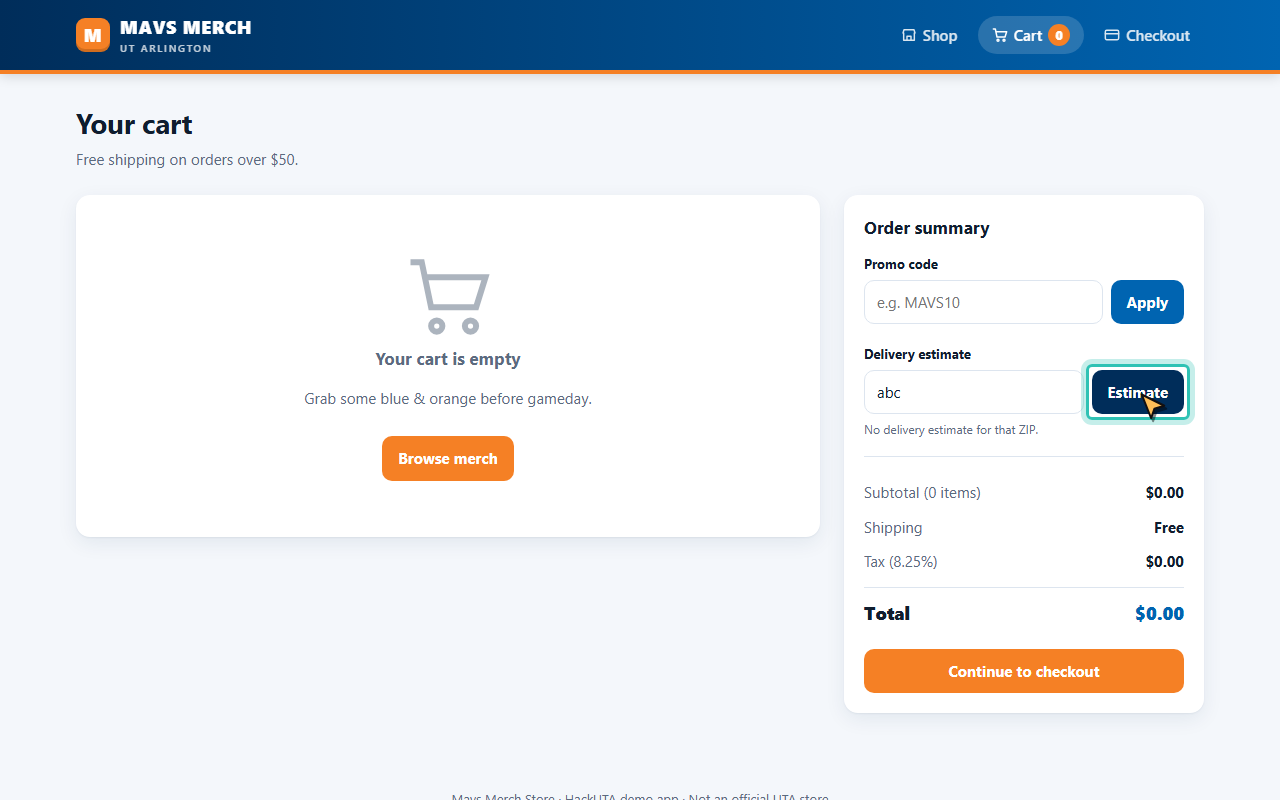 M
MAVS MERCH
UT ARLINGTON
Shop
Cart 0
Checkout
Your cart
Free shipping on orders over $50.
Your cart is empty
Grab some blue & orange before gameday.
Browse merch
Order summary
Promo code
e.g. MAVS10
Apply
Delivery estimate
abc
Estimate
No delivery estimate for that ZIP.
Subtotal (0 items) $0.00
Shipping Free
Tax (8.25%) $0.00
Total $0.00
Continue to checkout
Mavs Merch Store · HackUTA demo app · Not an official UTA store